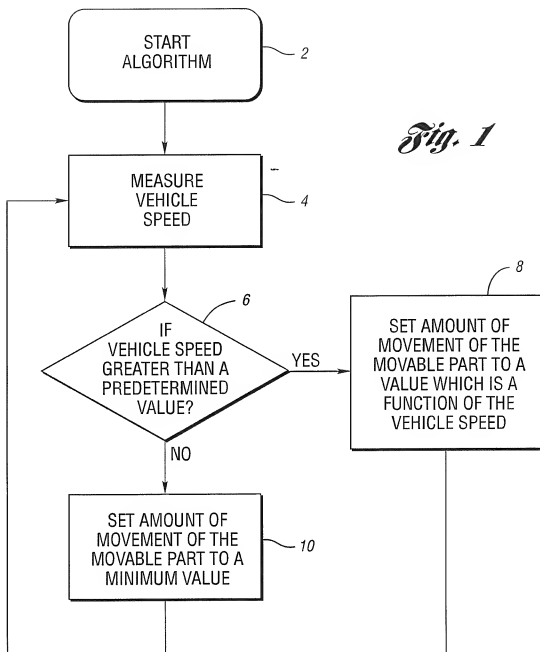 START
ALGORITHM
2
Fig. 1
MEASURE
VEHICLE
SPEED
4
6
IF
VEHICLE SPEED
GREATER THAN A
PREDETERMINED
VALUE?
YES
NO
8
SET AMOUNT OF
MOVEMENT OF THE
MOVABLE PART TO A
VALUE WHICH IS A
FUNCTION OF THE
VEHICLE SPEED
SET AMOUNT OF
MOVEMENT OF THE
MOVABLE PART TO A
MINIMUM VALUE
10